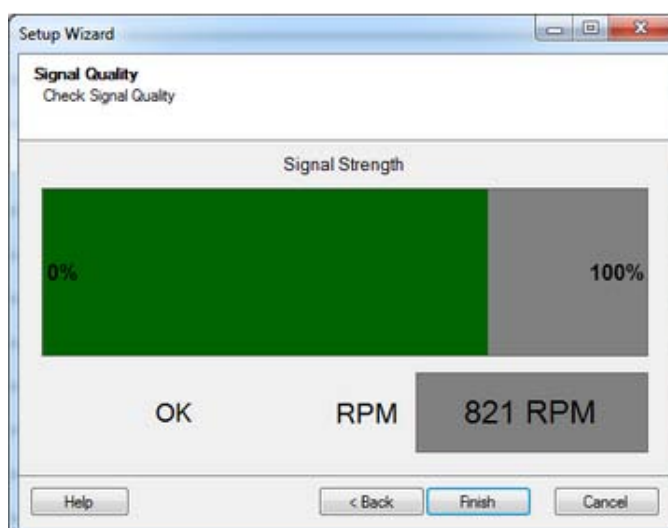 Setup Wizard
Signal Quality
Check Signal Quality
Signal Strength
0% 100%
OK RPM 821 RPM
Help < Back Finish Cancel